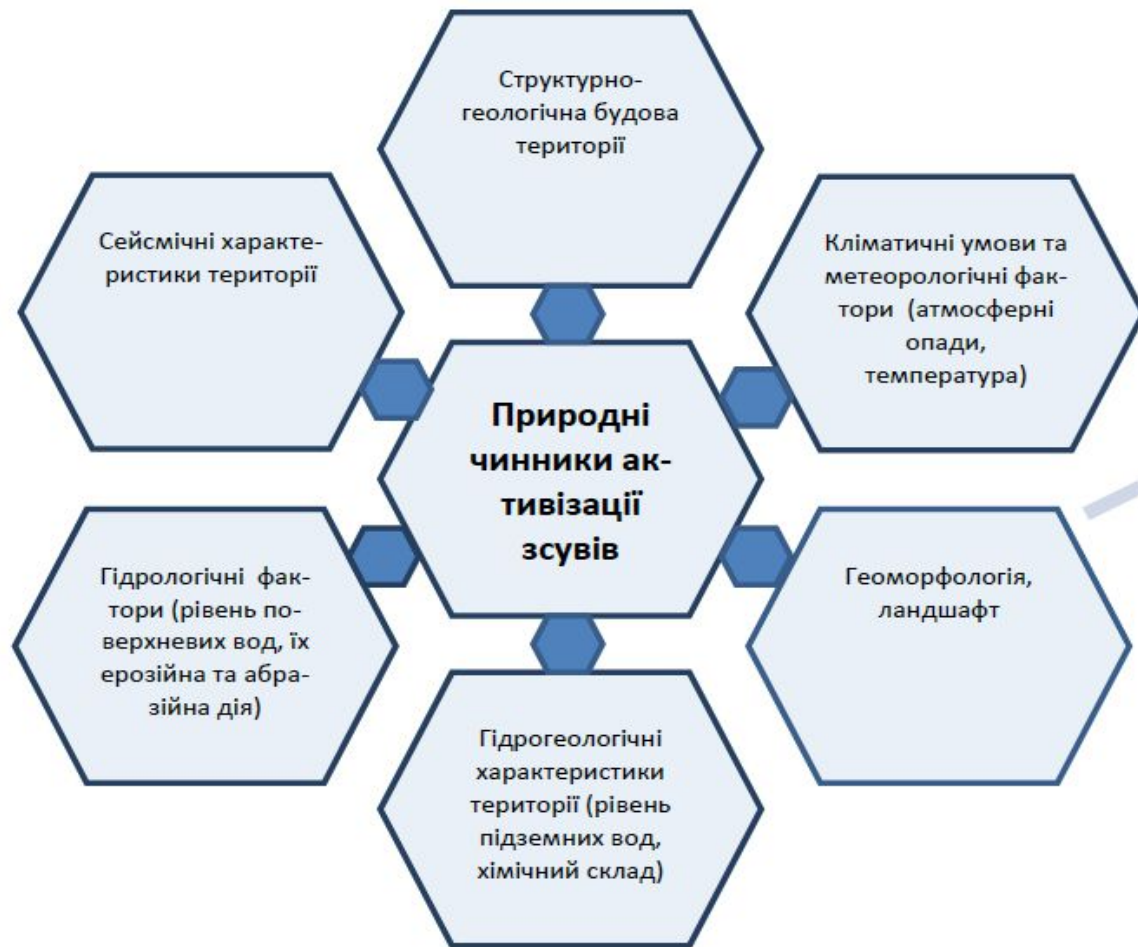 Структурно-
геологічна будова
території
Сейсмічні характе-
ристики території
Кліматичні умови та
метеорологічні фак-
тори (атмосферні
опади,
температура)
Природні
чинники ак-
тивізації
зсувів
Гідрологічні фак-
тори (рівень по-
верхневих вод, їх
ерозійна та абра-
зійна дія)
Геоморфологія,
ландшафт
Гідрогеологічні
характеристики
території (рівень
підземних вод,
хімічний склад)